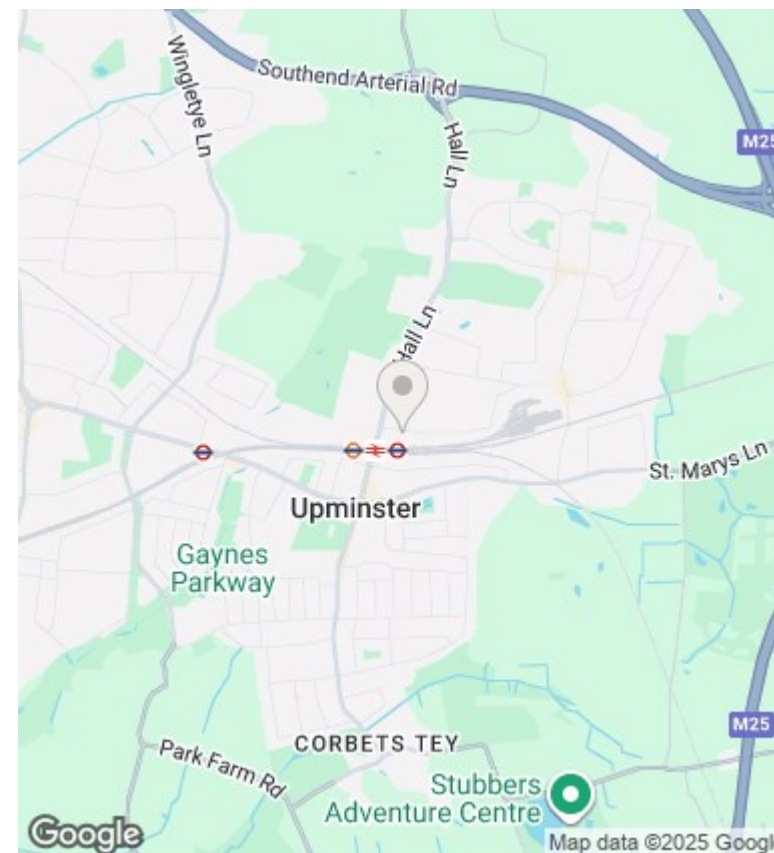 Southend Arterial Rd
Wingletye Ln
Hall Ln
M25
Hall Ln
St. Marys Ln
Upminster
Gaynes
Parkway
M25
CORBETS TEY
Park Farm Rd
Stubbers
Adventure Centre
Google
Map data ©2025 Googl